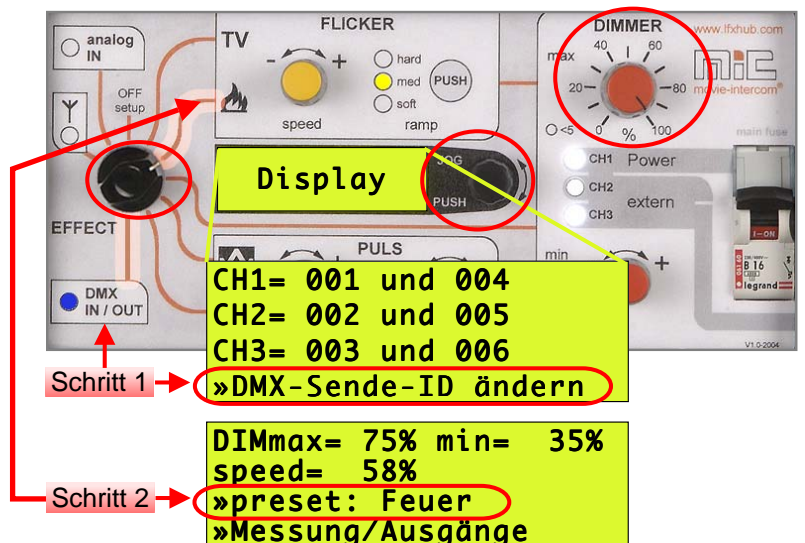 analog
IN
OFF
setup
EFFECT
DMX
IN / OUT
TV
FLICKER
- +
speed
hard
med
soft
PUSH
ramp
DIMMER
www.lfxhub.com
max
40 60
20 80
0 % 100
<5
mic
movie-intercom®
main fuse
CH1 Power
CH2
extern
CH3
Display
JOG
PUSH
PULS
min
+
I-ON
B 16
legrand
V1.0-2004
CH1= 001 und 004
CH2= 002 und 005
CH3= 003 und 006
»DMX-Sende-ID ändern
Schritt 1
DIMmax= 75% min= 35%
speed= 58%
»preset: Feuer
»Messung/Ausgänge
Schritt 2